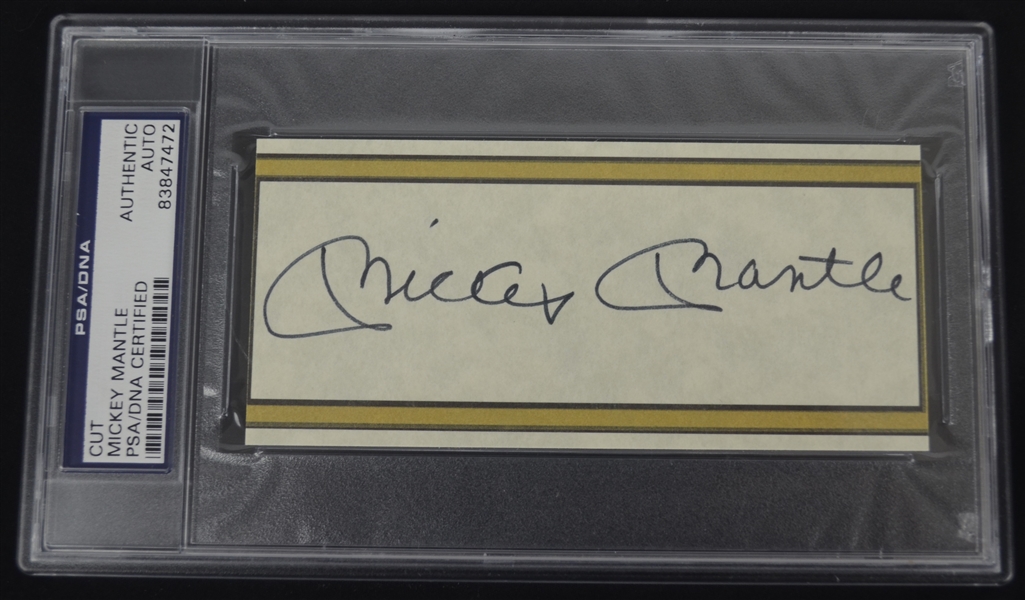 PSA/DNA
CUT
MICKEY MANTLE
PSA/DNA CERTIFIED
AUTHENTIC
AUTO
83847472
Mickey Mantle